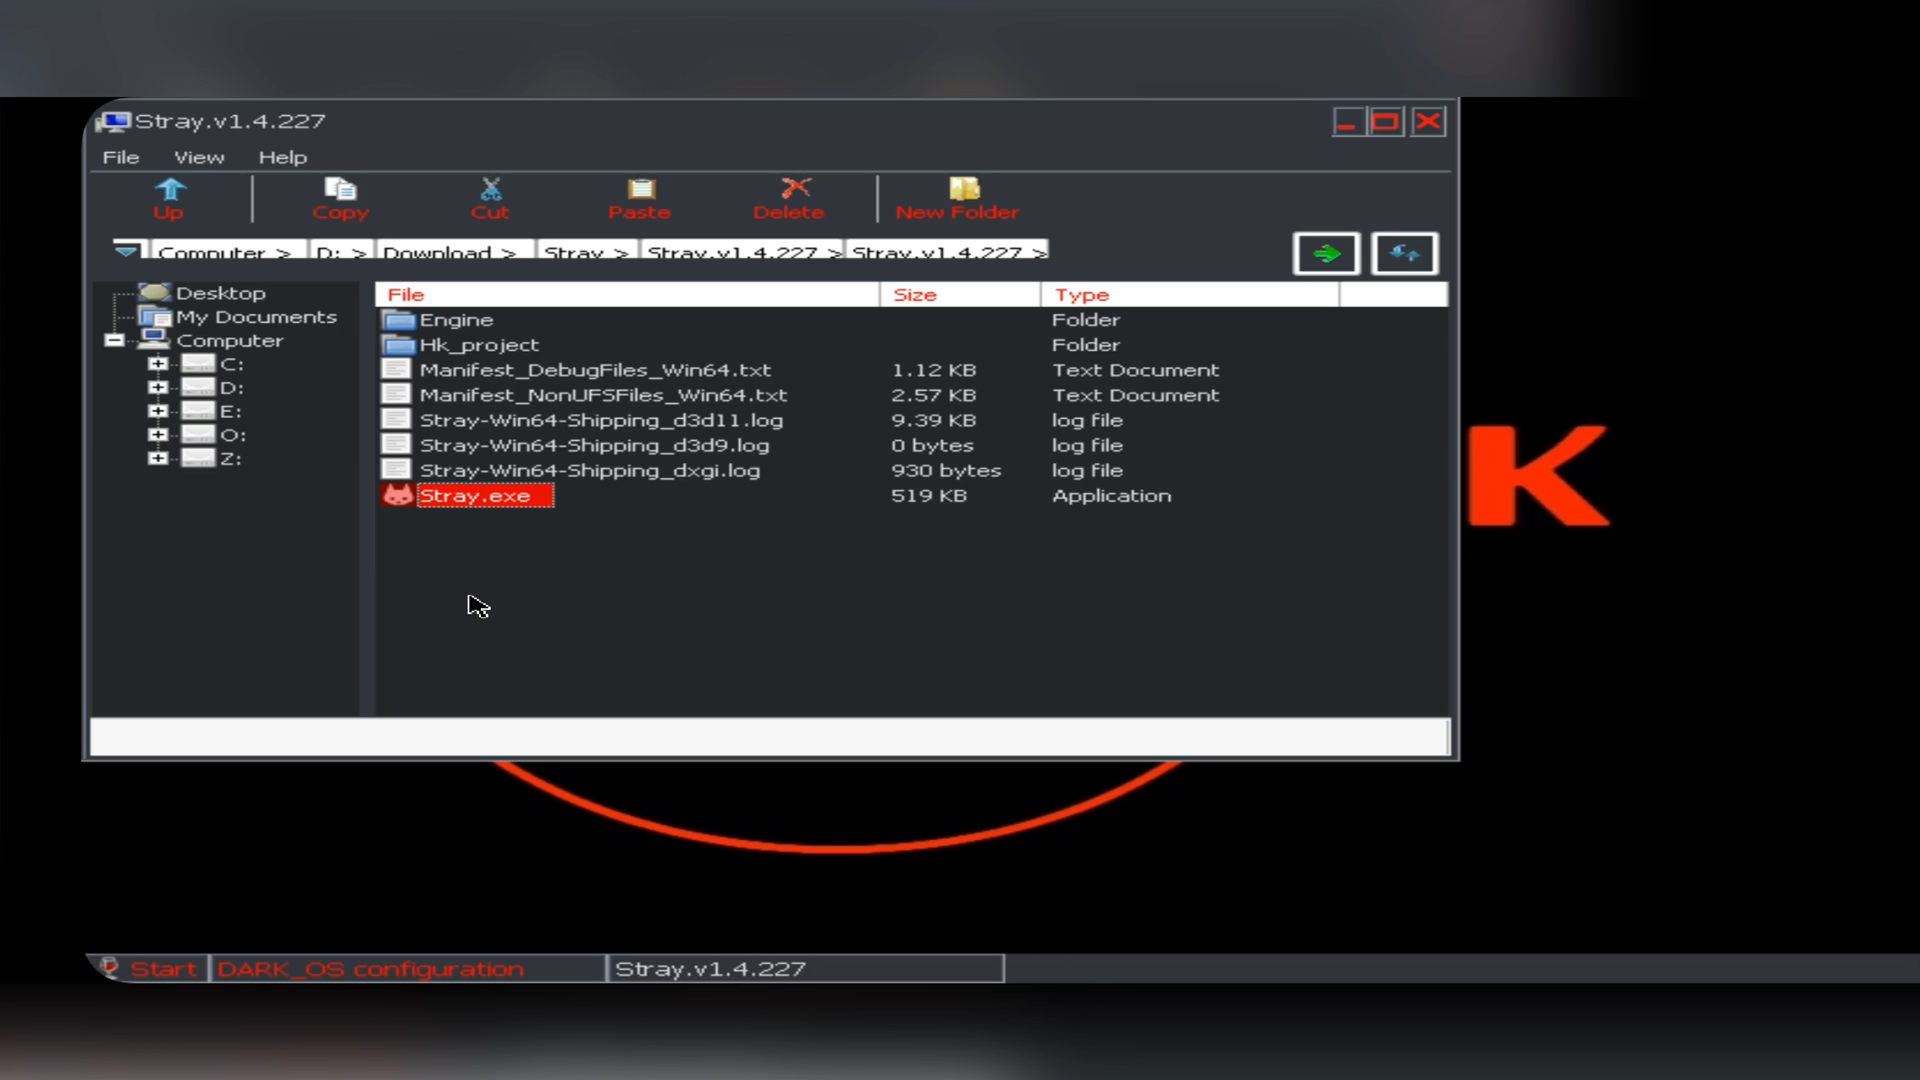 Stray.v1.4.227
File View Help
Up Copy Cut Paste Delete New Folder
Computer > D: > Download > Stray > Stray.v1.4.227 > Stray.v1.4.227 >
Desktop
My Documents
Computer
C:
D:
E:
O:
Z:
File Size Type
Engine Folder
Hk_project Folder
Manifest_DebugFiles_Win64.txt 1.12 KB Text Document
Manifest_NonUFSFiles_Win64.txt 2.57 KB Text Document
Stray-Win64-Shipping_d3d11.log 9.39 KB log file
Stray-Win64-Shipping_d3d9.log 0 bytes log file
Stray-Win64-Shipping_dxgi.log 930 bytes log file
Stray.exe 519 KB Application
K
Start DARK_OS configuration Stray.v1.4.227